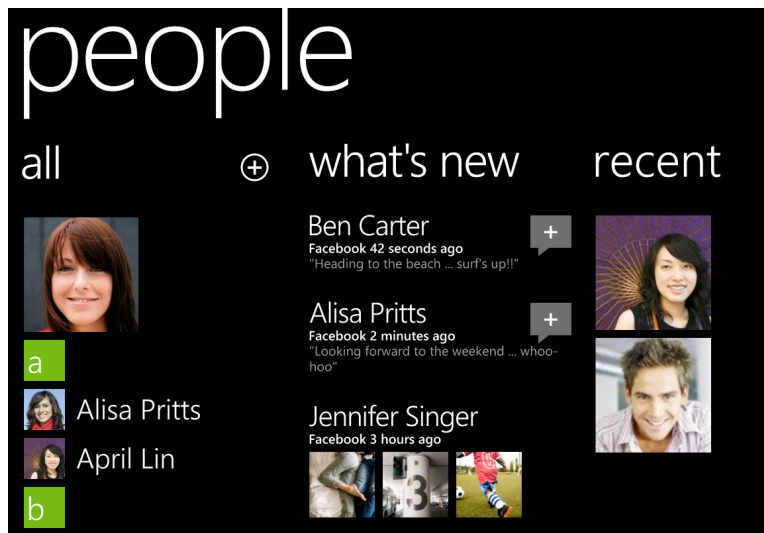 people
all
what's new
recent
Ben Carter
Facebook 42 seconds ago
"Heading to the beach ... surf's up!!"
Alisa Pritts
Facebook 2 minutes ago
"Looking forward to the weekend ... whoo-
hoo"
Jennifer Singer
Facebook 3 hours ago
3
a
Alisa Pritts
April Lin
b